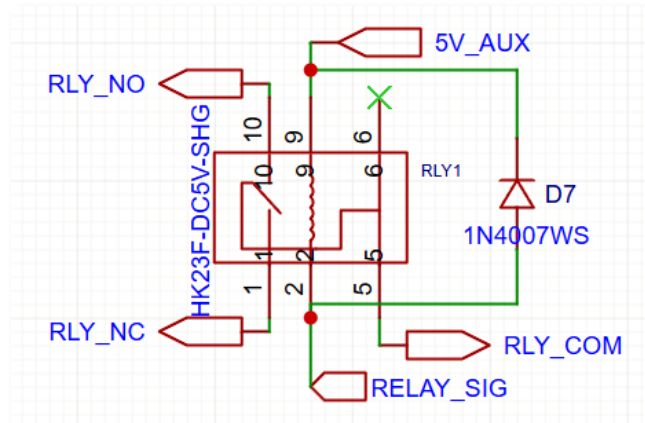 5V_AUX
RLY_NO
10
9
6
HK23F-DC5V-SHG
10
9
6
RLY1
D7
1N4007WS
1
2
5
1
2
5
RLY_NC
RLY_COM
RELAY_SIG